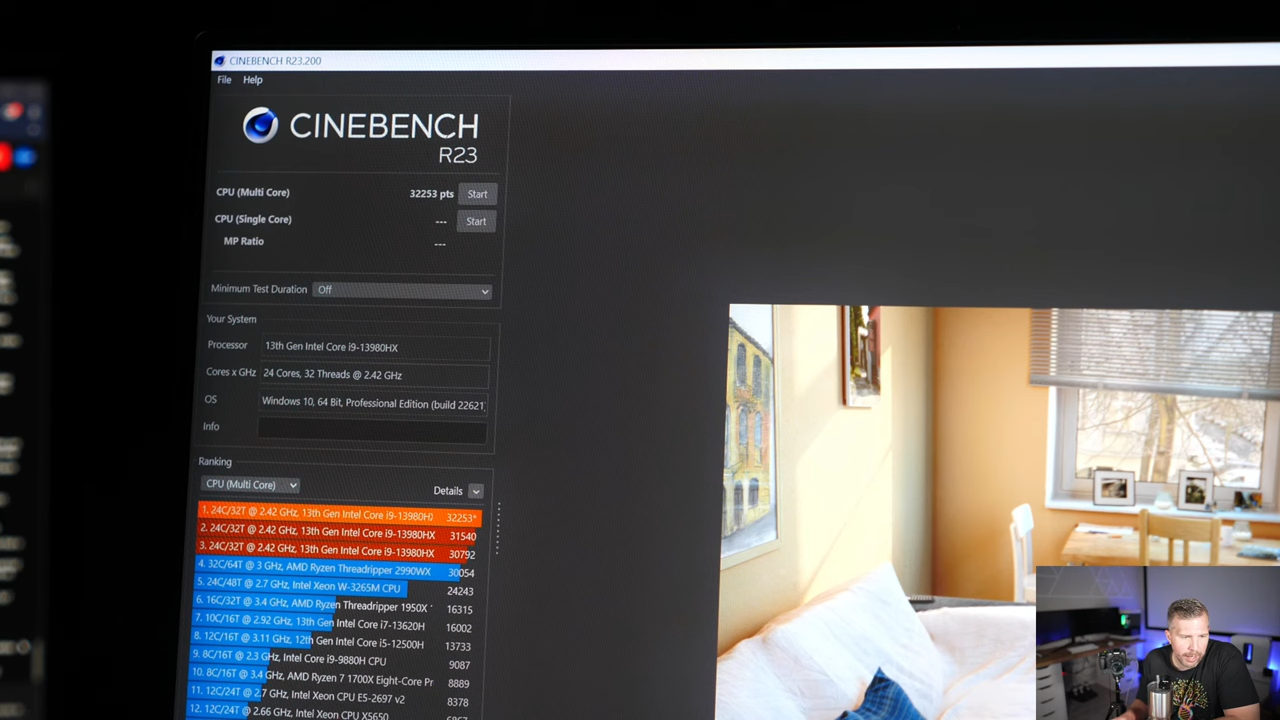 CINEBENCH R23.200
File Help
CINEBENCH
R23
CPU (Multi Core) 32253 pts Start
CPU (Single Core) --- Start
MP Ratio ---
Minimum Test Duration Off
Your System
Processor 13th Gen Intel Core i9-13980HX
Cores x GHz 24 Cores, 32 Threads @ 2.42 GHz
OS Windows 10, 64 Bit, Professional Edition (build 22621
Info
Ranking
CPU (Multi Core) Details
1. 24C/32T @ 2.42 GHz, 13th Gen Intel Core i9-13980H) 32253*
2. 24C/32T @ 2.42 GHz, 13th Gen Intel Core i9-13980HX 31540
3. 24C/32T @ 2.42 GHz, 13th Gen Intel Core i9-13980HX 30792
4. 32C/64T @ 3 GHz, AMD Ryzen Threadripper 2990WX 30054
5. 24C/48T @ 2.7 GHz, Intel Xeon W-3265M CPU 24243
6. 16C/32T @ 3.4 GHz, AMD Ryzen Threadripper 1950X 16315
7. 10C/16T @ 2.92 GHz, 13th Gen Intel Core i7-13620H 16002
8. 12C/16T @ 3.11 GHz, 12th Gen Intel Core i5-12500H 13733
9. 8C/16T @ 2.3 GHz, Intel Core i9-9880H CPU 9087
10. 8C/16T @ 3.4 GHz, AMD Ryzen 7 1700X Eight-Core Pr 8889
11. 12C/24T @ 2.7 GHz, Intel Xeon CPU E5-2697 v2 8378
12. 12C/24T @ 2.66 GHz, Intel Xeon CPU X5650